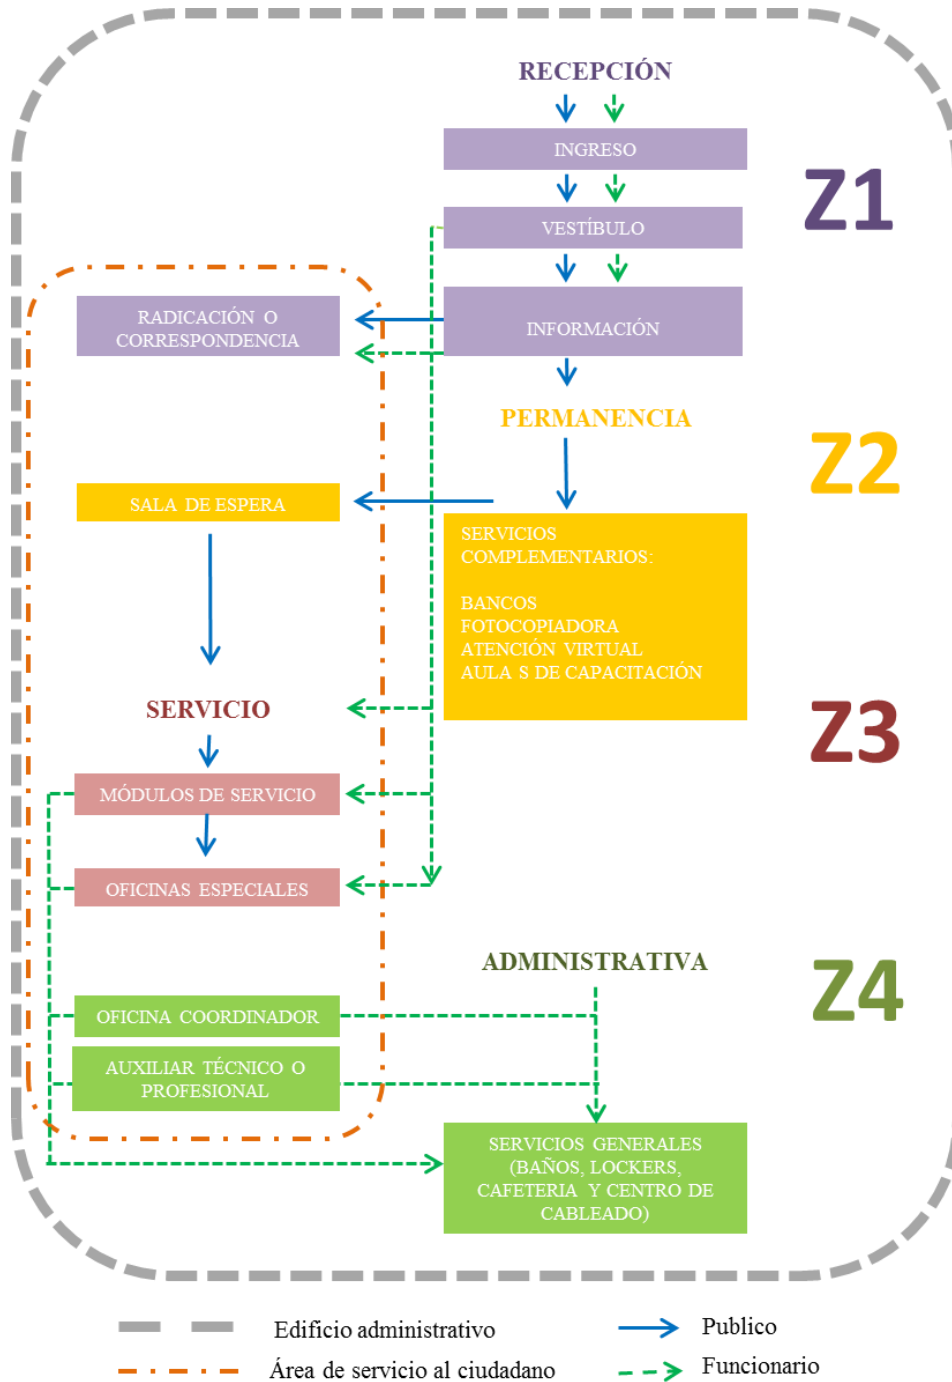 RECEPCIÓN
INGRESO
Z1
VESTÍBULO
RADICACIÓN O
CORRESPONDENCIA
INFORMACIÓN
PERMANENCIA
Z2
SALA DE ESPERA
SERVICIOS
COMPLEMENTARIOS:
BANCOS
FOTOCOPIADORA
ATENCIÓN VIRTUAL
AULA S DE CAPACITACIÓN
SERVICIO
Z3
MÓDULOS DE SERVICIO
OFICINAS ESPECIALES
ADMINISTRATIVA
Z4
OFICINA COORDINADOR
AUXILIAR TÉCNICO O
PROFESIONAL
SERVICIOS GENERALES
(BAÑOS, LOCKERS,
CAFETERIA Y CENTRO DE
CABLEADO)
Edificio administrativo
Publico
Área de servicio al ciudadano
Funcionario